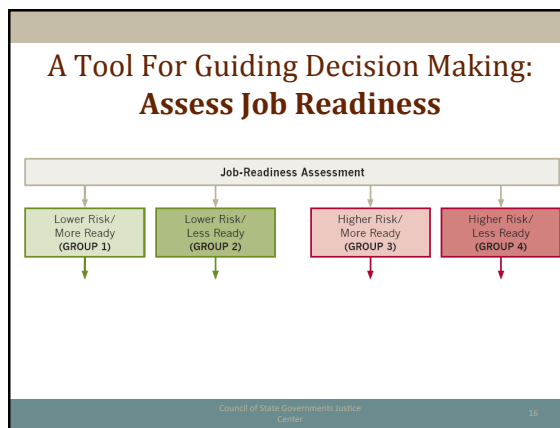 A Tool For Guiding Decision Making:
Assess Job Readiness
Job-Readiness Assessment
Lower Risk/
More Ready
(GROUP 1)
Lower Risk/
Less Ready
(GROUP 2)
Higher Risk/
More Ready
(GROUP 3)
Higher Risk/
Less Ready
(GROUP 4)
Council of State Governments Justice
Center
16